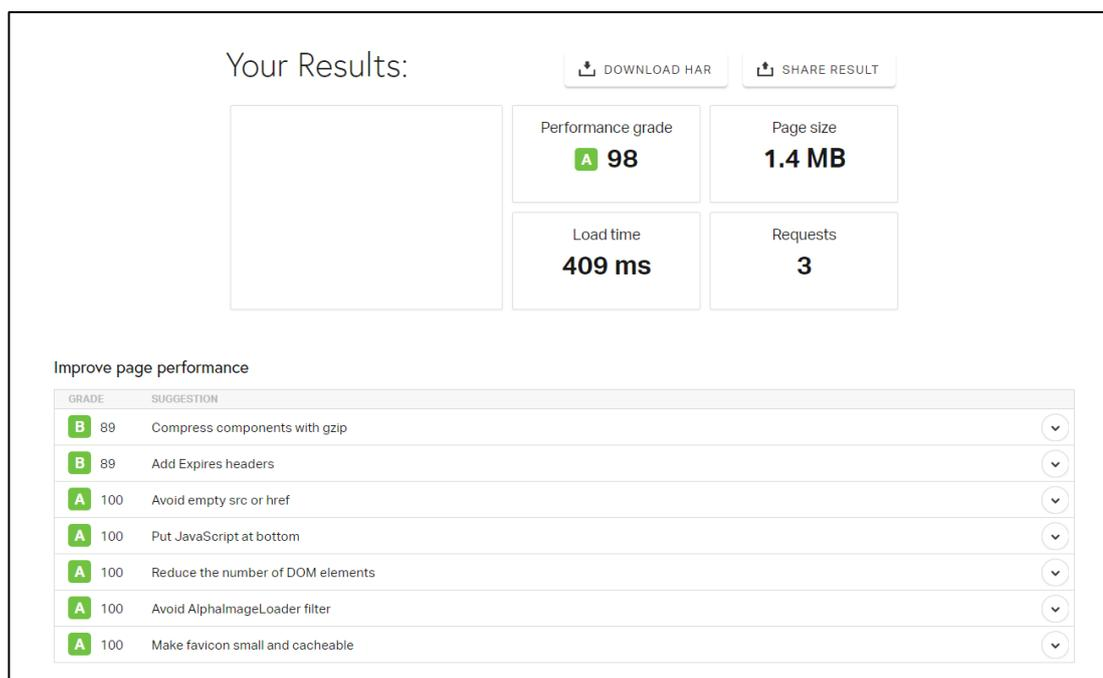 Your Results:
DOWNLOAD HAR
SHARE RESULT
Performance grade
A 98
Page size
1.4 MB
Load time
409 ms
Requests
3
Improve page performance
GRADE SUGGESTION
B 89 Compress components with gzip
B 89 Add Expires headers
A 100 Avoid empty src or href
A 100 Put JavaScript at bottom
A 100 Reduce the number of DOM elements
A 100 Avoid AlphaImageLoader filter
A 100 Make favicon small and cacheable